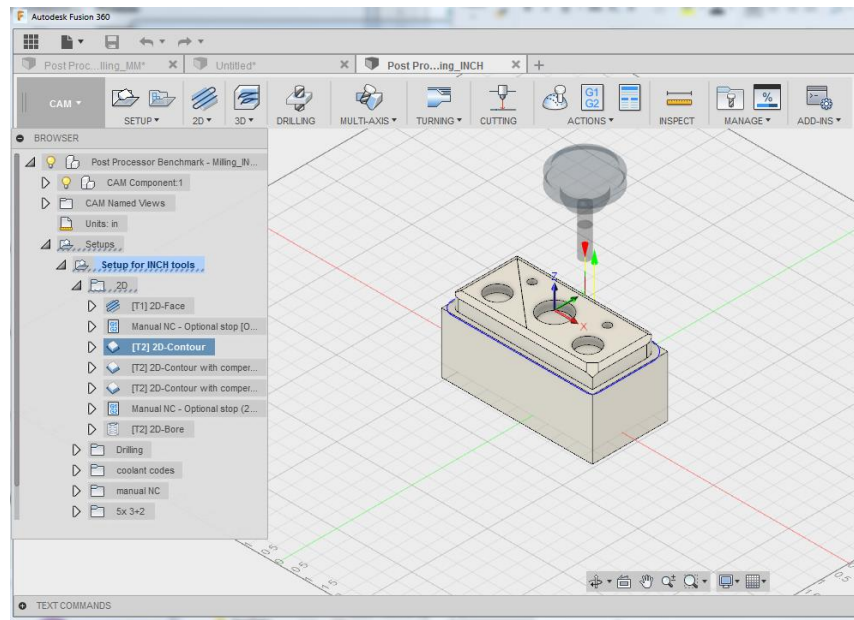 Autodesk Fusion 360
Post Proc...lling_MM*
Untitled*
Post Pro...ing_INCH
CAM
SETUP
2D
3D
DRILLING
MULTI-AXIS
TURNING
CUTTING
G1
G2
ACTIONS
INSPECT
%
MANAGE
ADD-INS
BROWSER
Post Processor Benchmark - Milling_IN...
CAM Component:1
CAM Named Views
Units: in
Setups
Setup for INCH tools
2D
[T1] 2D-Face
Manual NC - Optional stop [O...
[T2] 2D-Contour
[T2] 2D-Contour with comper...
[T2] 2D-Contour with comper...
Manual NC - Optional stop (2...
[T2] 2D-Bore
Drilling
coolant codes
manual NC
5x 3+2
Z
X
TEXT COMMANDS